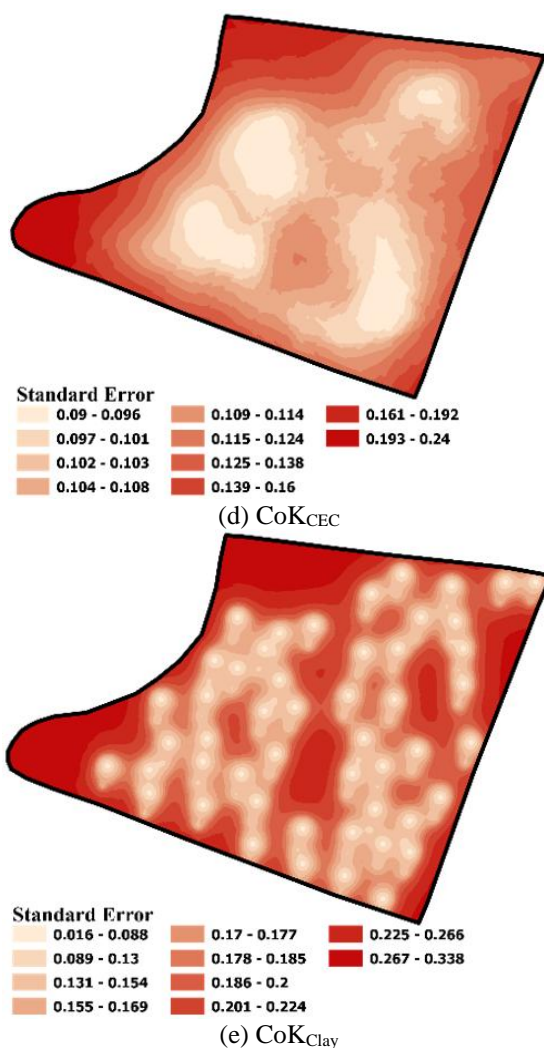 Standard Error
0.09 - 0.096 0.109 - 0.114 0.161 - 0.192
0.097 - 0.101 0.115 - 0.124 0.193 - 0.24
0.102 - 0.103 0.125 - 0.138
0.104 - 0.108 0.139 - 0.16
(d) CoKCEC
Standard Error
0.016 - 0.088 0.17 - 0.177 0.225 - 0.266
0.089 - 0.13 0.178 - 0.185 0.267 - 0.338
0.131 - 0.154 0.186 - 0.2
0.155 - 0.169 0.201 - 0.224
(e) CoKClay